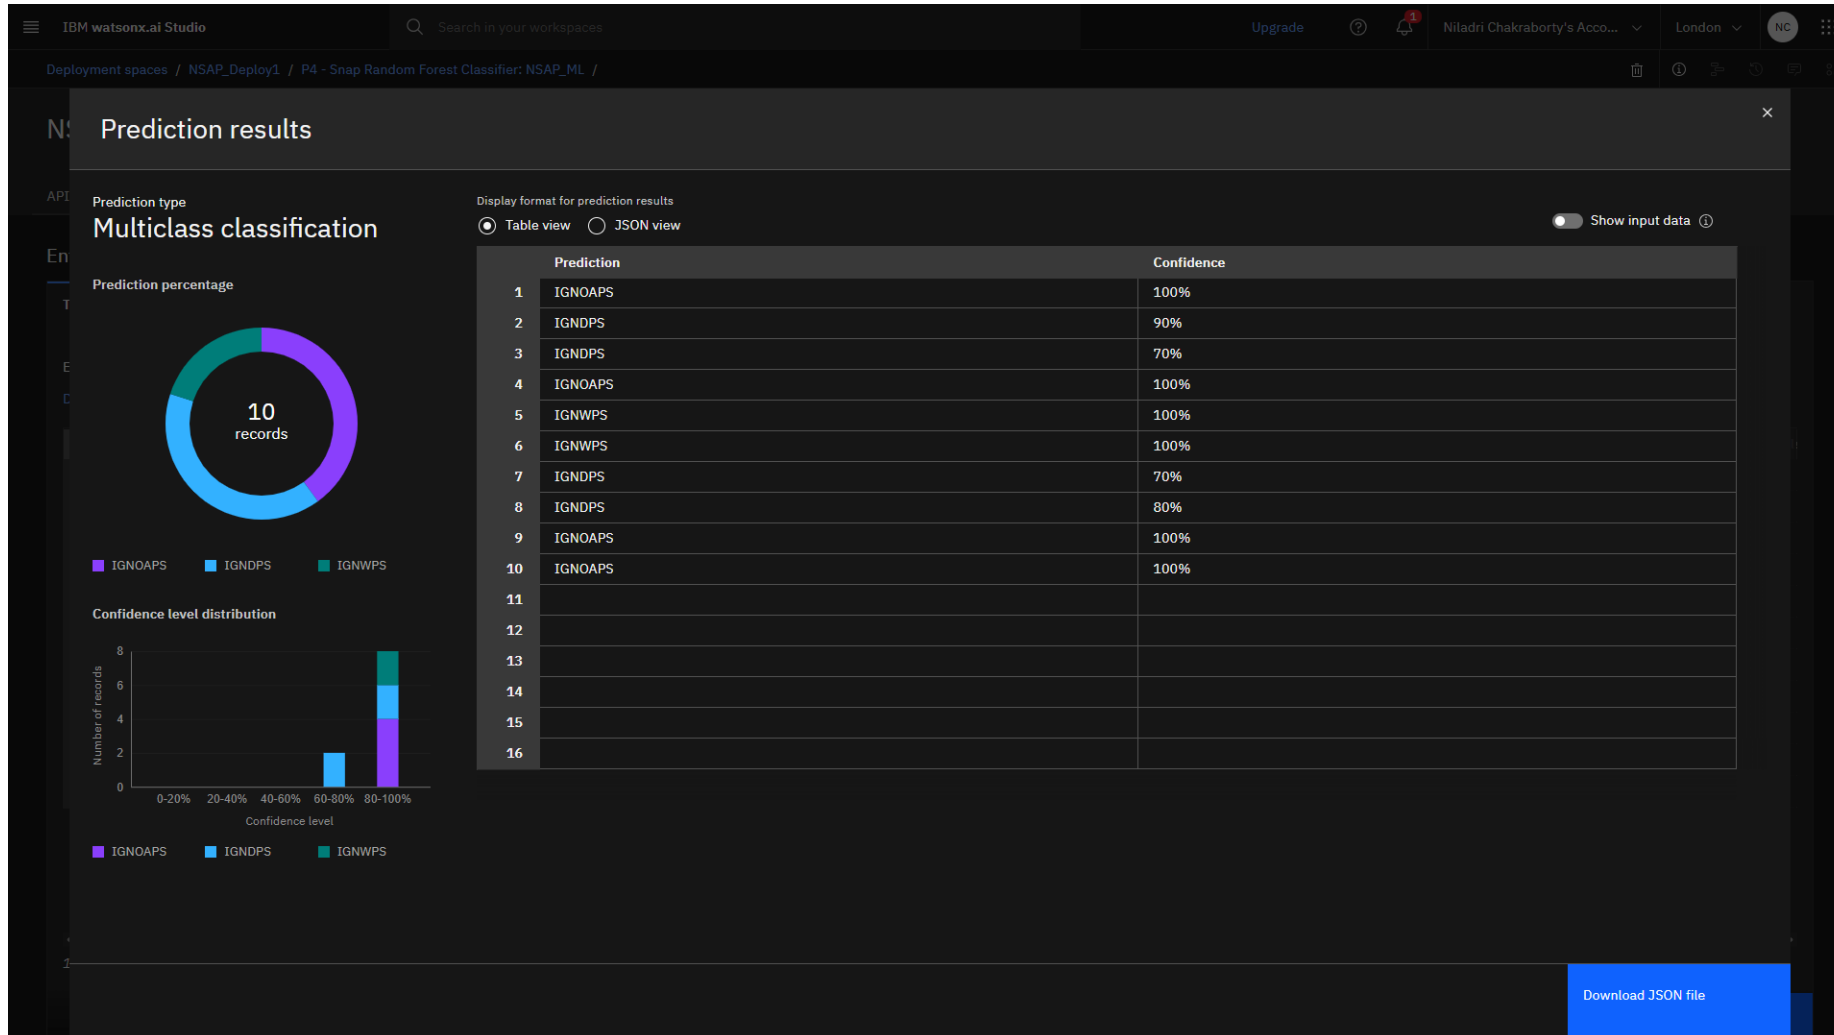 IBM watsonx.ai Studio
Search in your workspaces
Upgrade
1
Niladri Chakraborty's Acco...
London
NC
Deployment spaces / NSAP_Deploy1 / P4 - Snap Random Forest Classifier: NSAP_ML /
Prediction results
API
Prediction type
Multiclass classification
Prediction percentage
10
records
IGNOAPS IGNDPS IGNWPS
Confidence level distribution
Number of records
8
6
4
2
0
0-20% 20-40% 40-60% 60-80% 80-100%
Confidence level
IGNOAPS IGNDPS IGNWPS
Display format for prediction results
Table view JSON view
Show input data
Prediction Confidence
1 IGNOAPS 100%
2 IGNDPS 90%
3 IGNDPS 70%
4 IGNOAPS 100%
5 IGNWPS 100%
6 IGNWPS 100%
7 IGNDPS 70%
8 IGNDPS 80%
9 IGNOAPS 100%
10 IGNOAPS 100%
11
12
13
14
15
16
Download JSON file